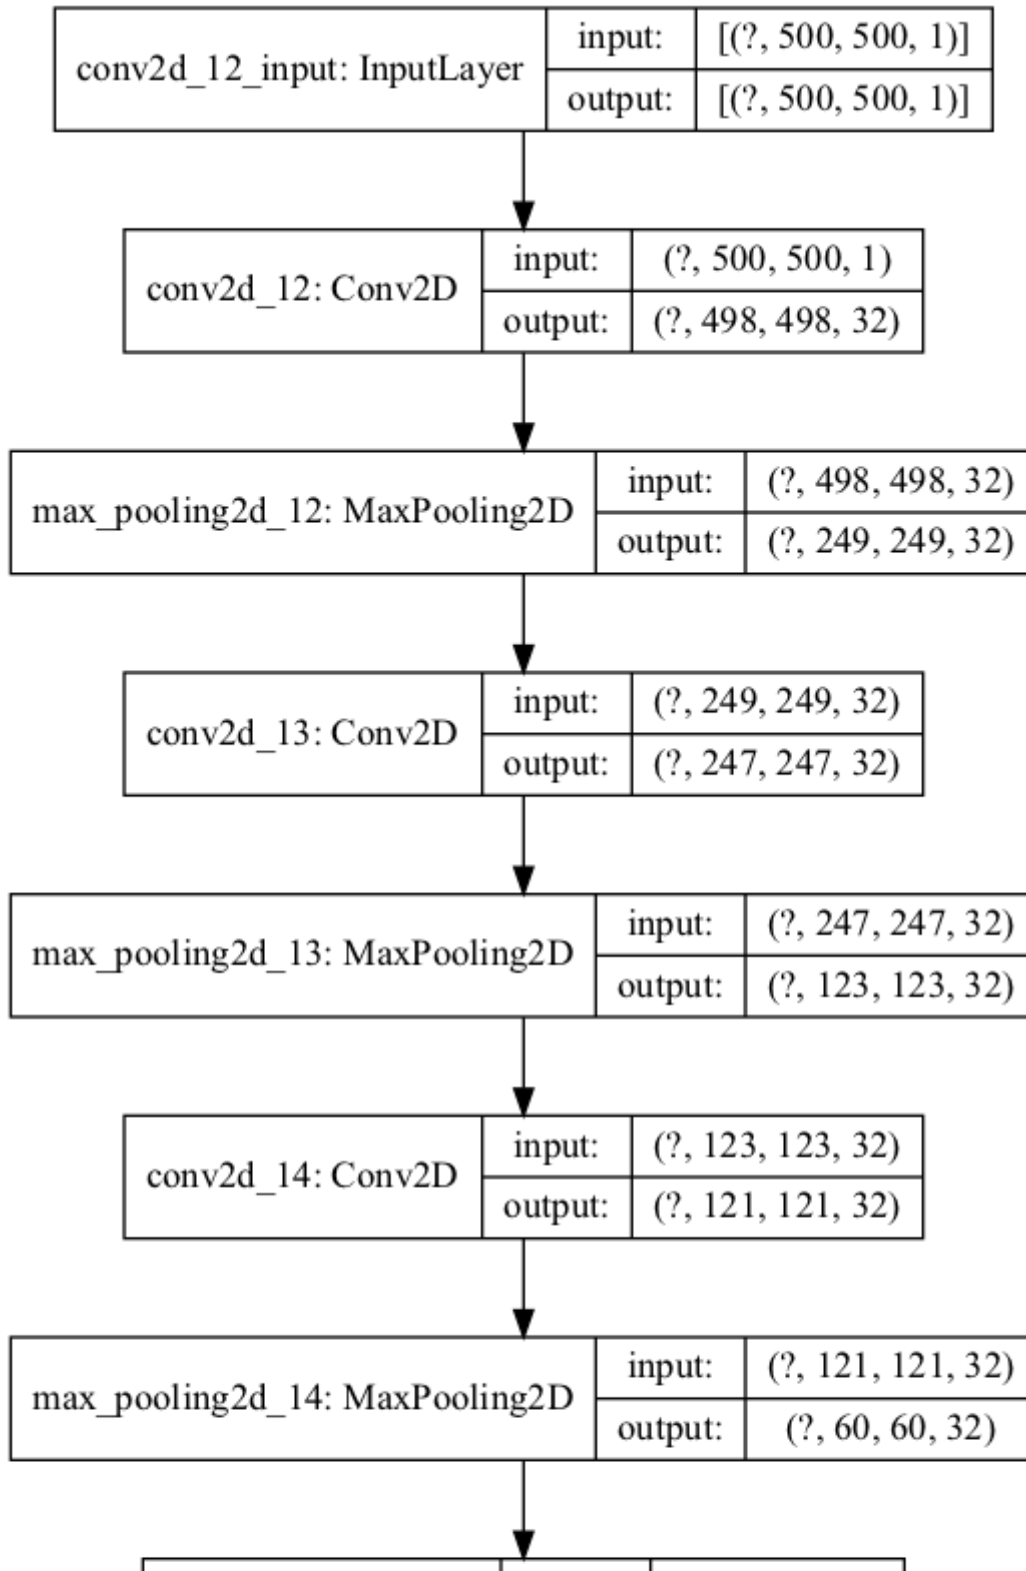 conv2d_12_input: InputLayer
input: [(?, 500, 500, 1)]
output: [(?, 500, 500, 1)]
conv2d_12: Conv2D
input: (?, 500, 500, 1)
output: (?, 498, 498, 32)
max_pooling2d_12: MaxPooling2D
input: (?, 498, 498, 32)
output: (?, 249, 249, 32)
conv2d_13: Conv2D
input: (?, 249, 249, 32)
output: (?, 247, 247, 32)
max_pooling2d_13: MaxPooling2D
input: (?, 247, 247, 32)
output: (?, 123, 123, 32)
conv2d_14: Conv2D
input: (?, 123, 123, 32)
output: (?, 121, 121, 32)
max_pooling2d_14: MaxPooling2D
input: (?, 121, 121, 32)
output: (?, 60, 60, 32)